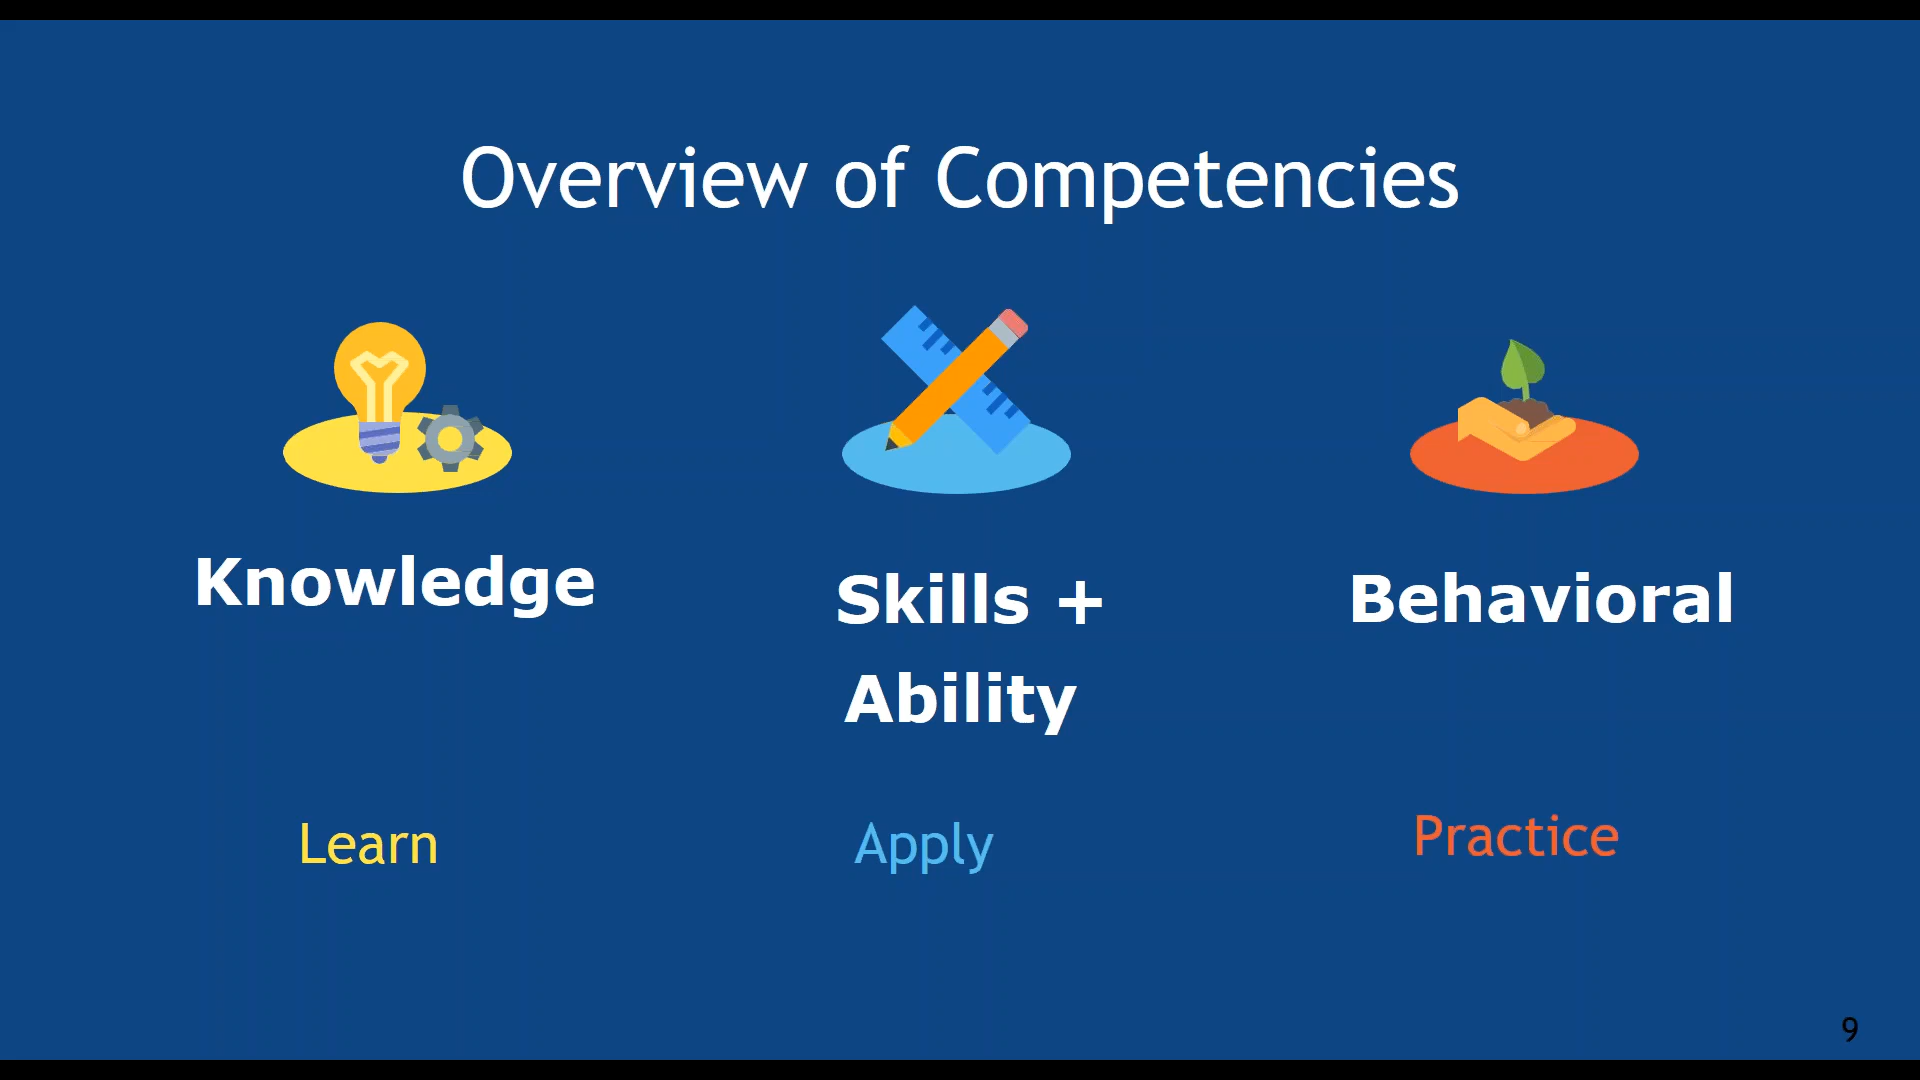 Overview of Competencies
Knowledge
Skills +
Ability
Behavioral
Learn
Apply
Practice
9